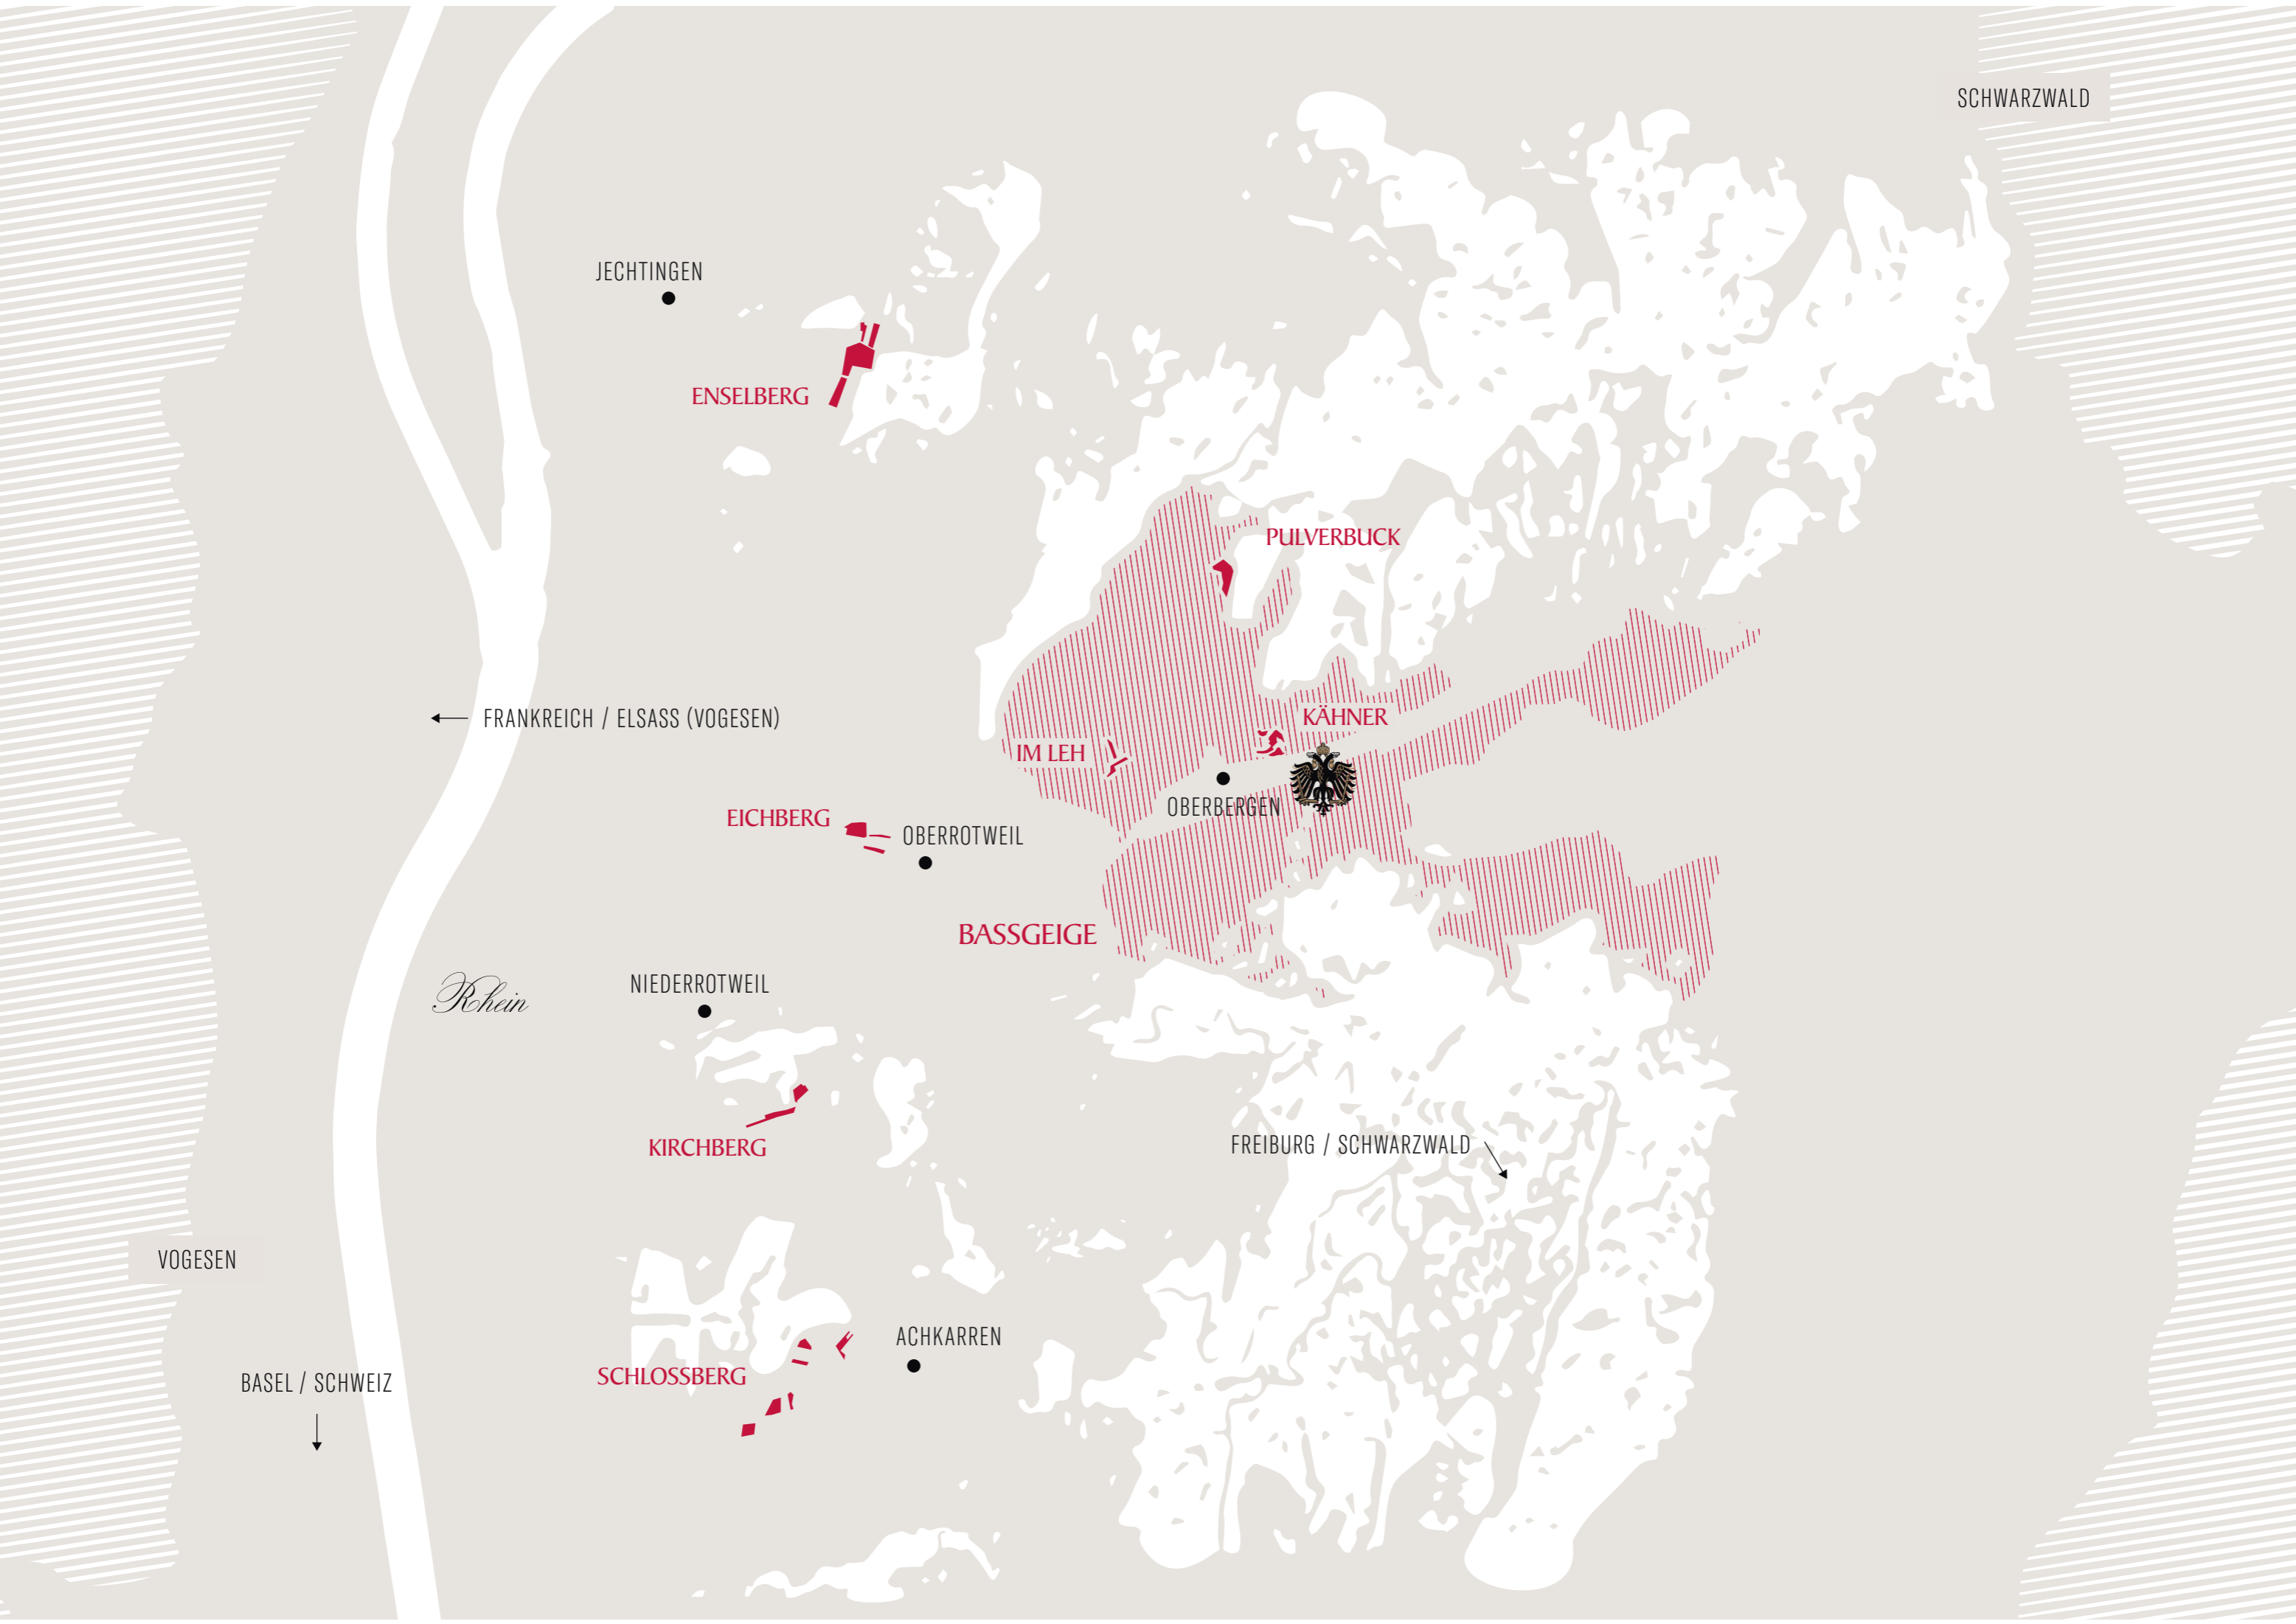 SCHWARZWALD
JECHTINGEN
ENSELBERG
PULVERBUCK
FRANKREICH / ELSASS (VOGESEN)
KÄHNER
IM LEH
OBERBERGEN
EICHBERG
OBERROTWEIL
BASSGEIGE
NIEDERROTWEIL
Rhein
KIRCHBERG
FREIBURG / SCHWARZWALD
VOGESEN
ACHKARREN
SCHLOSSBERG
BASEL / SCHWEIZ